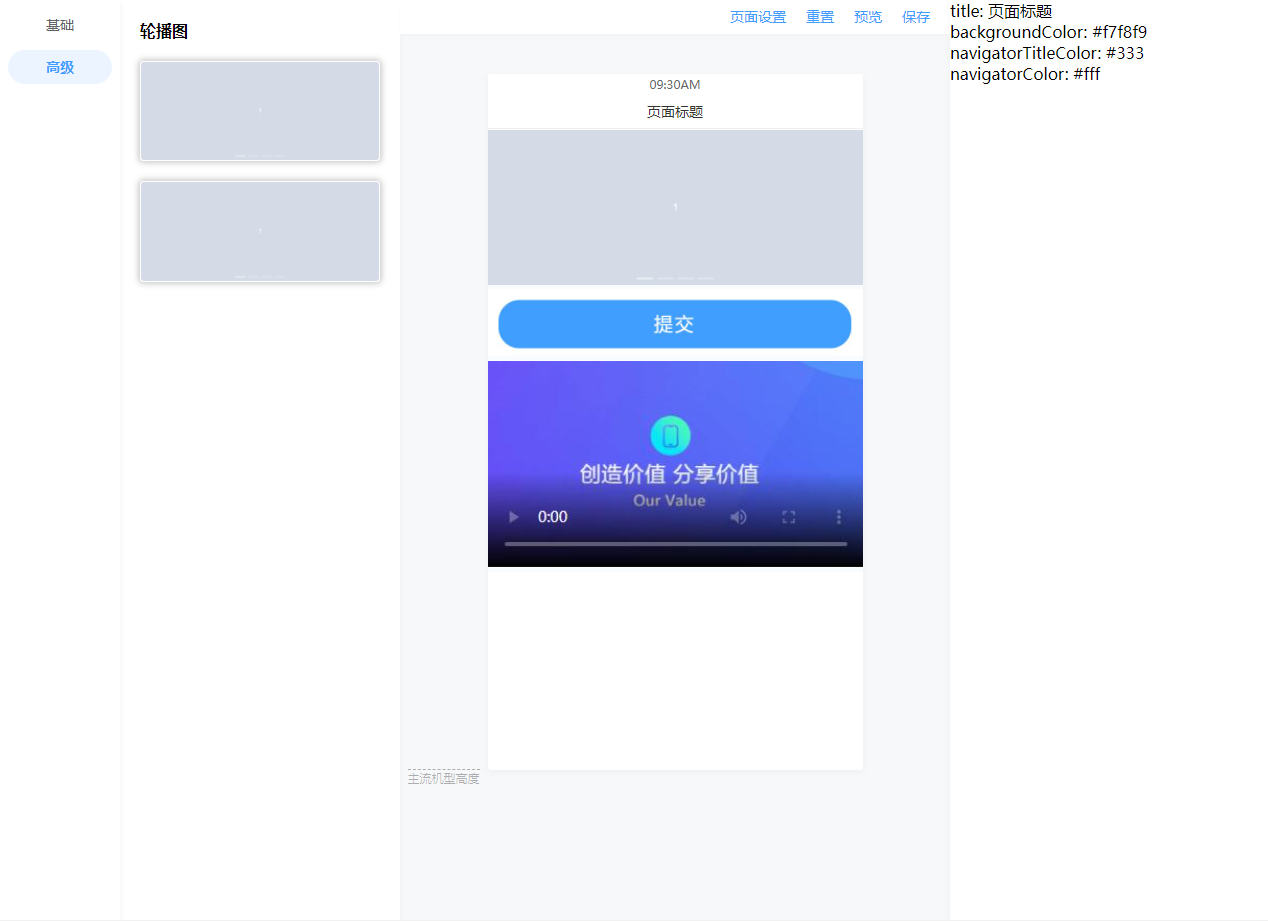 基础
高级
轮播图
1
1
页面设置 重置 预览 保存
09:30AM
页面标题
1
提交
创造价值 分享价值
Our Value
0:00
主流机型高度
title: 页面标题
backgroundColor: #f7f8f9
navigatorTitleColor: #333
navigatorColor: #fff